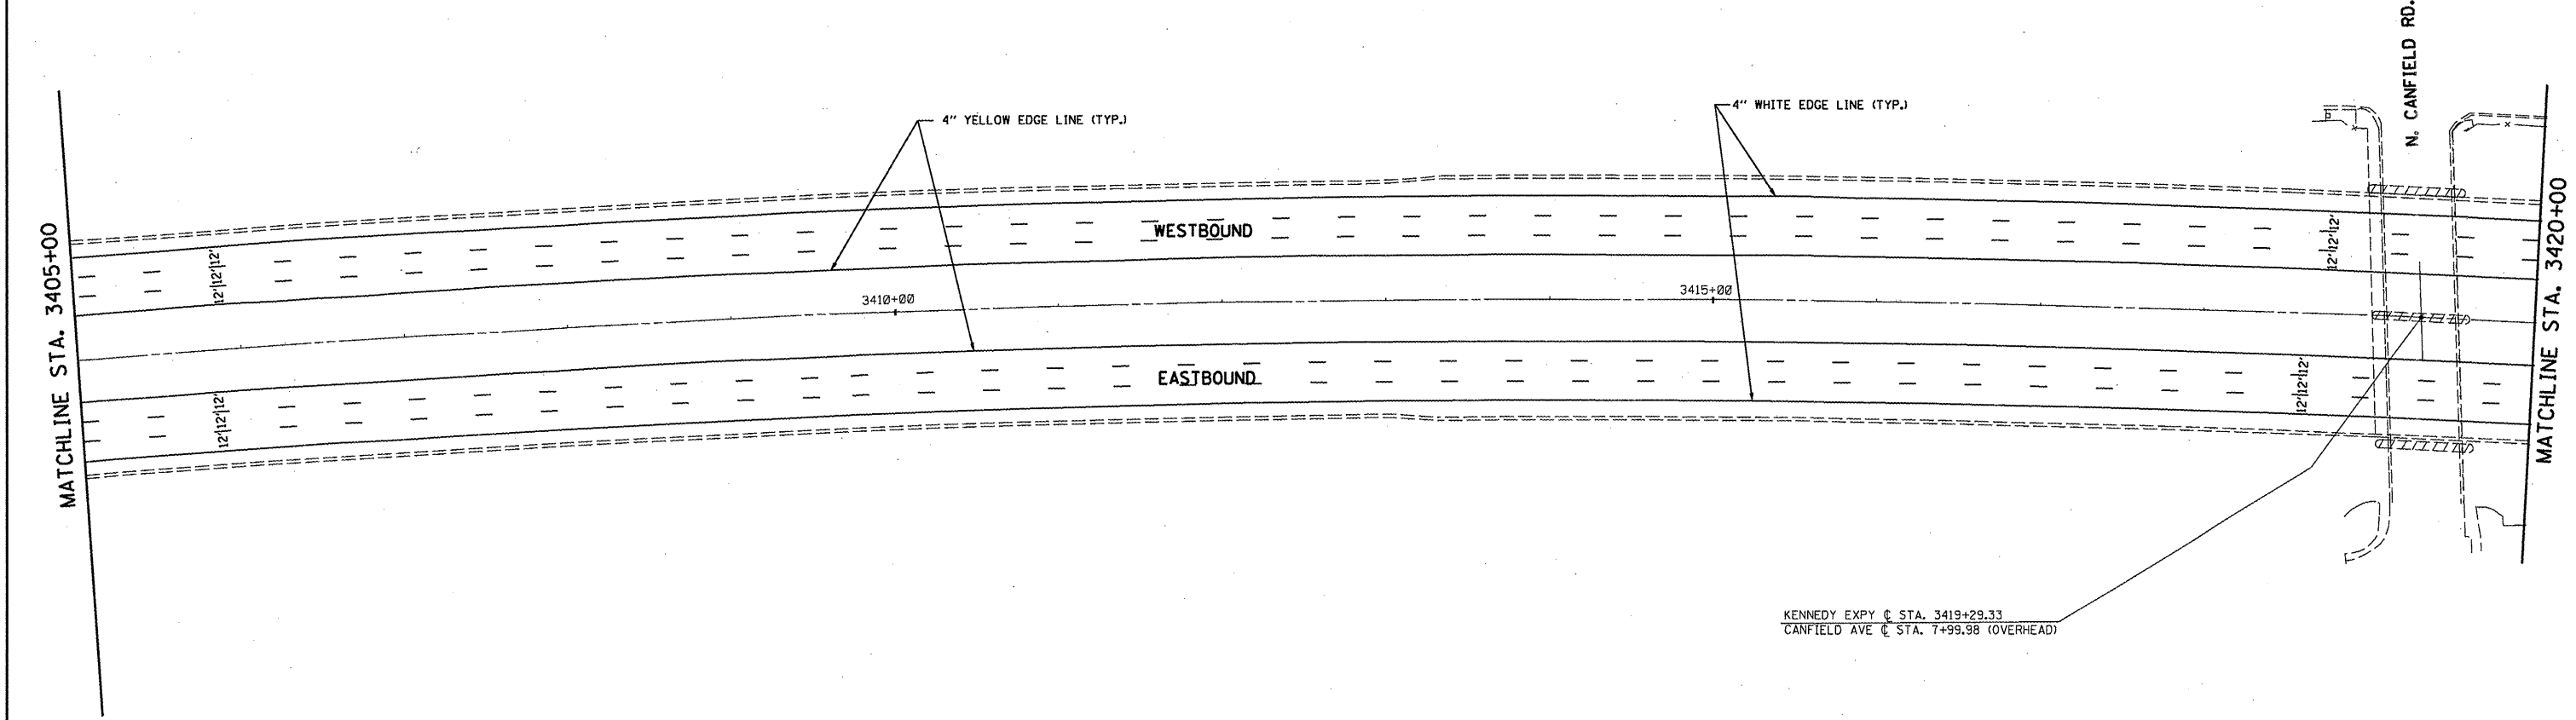 N. CANFIELD RD.
4" YELLOW EDGE LINE (TYP.)
4" WHITE EDGE LINE (TYP.)
MATCHLINE STA. 3405+00
MATCHLINE STA. 3420+00
12' 12' 12'
WESTBOUND
12' 12' 12'
3410+00
3415+00
12' 12' 12'
EASTBOUND
12' 12' 12'
KENNEDY EXPY ℄ STA. 3419+29.33
CANFIELD AVE ℄ STA. 7+99.98 (OVERHEAD)